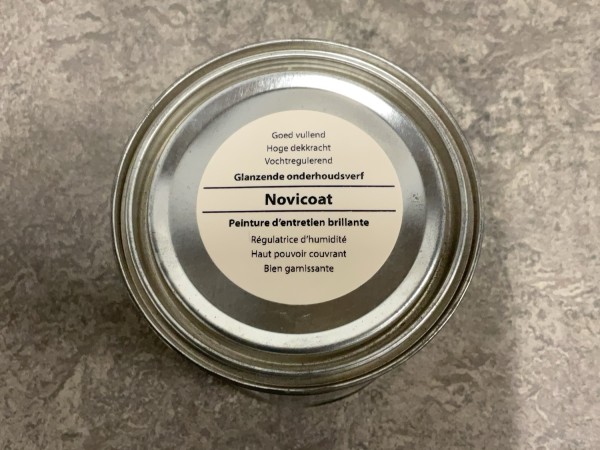 Goed vullend
Hoge dekkracht
Vochtregulerend
Glanzende onderhoudsverf
Novicoat
Peinture d'entretien brillante
Régulatrice d'humidité
Haut pouvoir couvrant
Bien garnissante